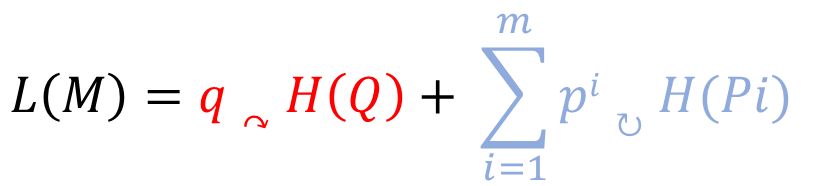 L(M) = q ↷ H(Q) + ∑_{i=1}^{m} p^i ↻ H(Pi)